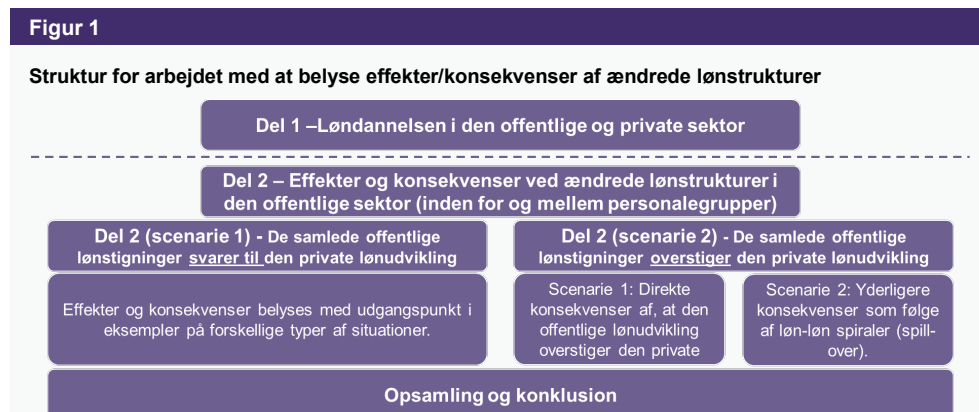 Figur 1
Struktur for arbejdet med at belyse effekter/konsekvenser af ændrede lønstrukturer
Del 1 –Løndannelsen i den offentlige og private sektor
Del 2 – Effekter og konsekvenser ved ændrede lønstrukturer i
den offentlige sektor (inden for og mellem personalegrupper)
Del 2 (scenarie 1) - De samlede offentlige
lønstigninger svarer til den private lønudvikling
Del 2 (scenarie 2) - De samlede offentlige
lønstigninger overstiger den private lønudvikling
Effekter og konsekvenser belyses med udgangspunkt i
eksempler på forskellige typer af situationer.
Scenarie 1: Direkte
konsekvenser af, at den
offentlige lønudvikling
overstiger den private
Scenarie 2: Yderligere
konsekvenser som følge
af løn-løn spiraler (spill-
over).
Opsamling og konklusion